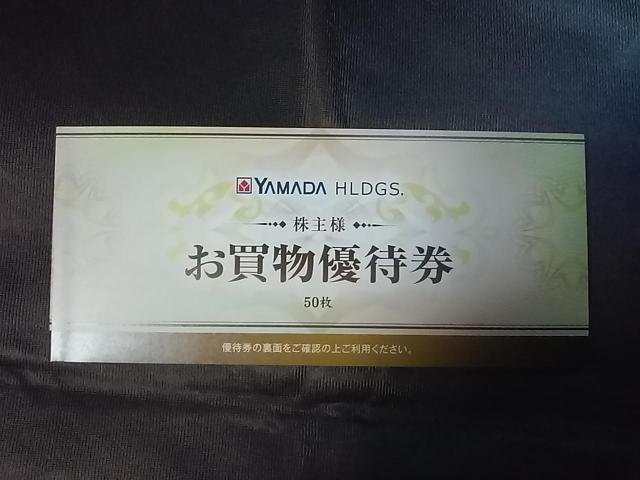 YAMADA HLDGS.
株主様
お買物優待券
50枚
優待券の裏面をご確認の上ご利用ください。